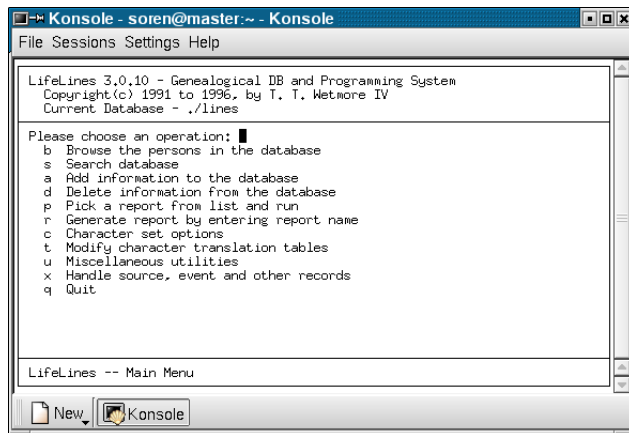 Konsole - soren@master:~ - Konsole
File Sessions Settings Help
LifeLines 3.0.10 - Genealogical DB and Programming System
Copyright(c) 1991 to 1996, by T. T. Wetmore IV
Current Database - ./lines
Please choose an operation:
b Browse the persons in the database
s Search database
a Add information to the database
d Delete information from the database
p Pick a report from list and run
r Generate report by entering report name
c Character set options
t Modify character translation tables
u Miscellaneous utilities
x Handle source, event and other records
q Quit
LifeLines -- Main Menu
New Konsole